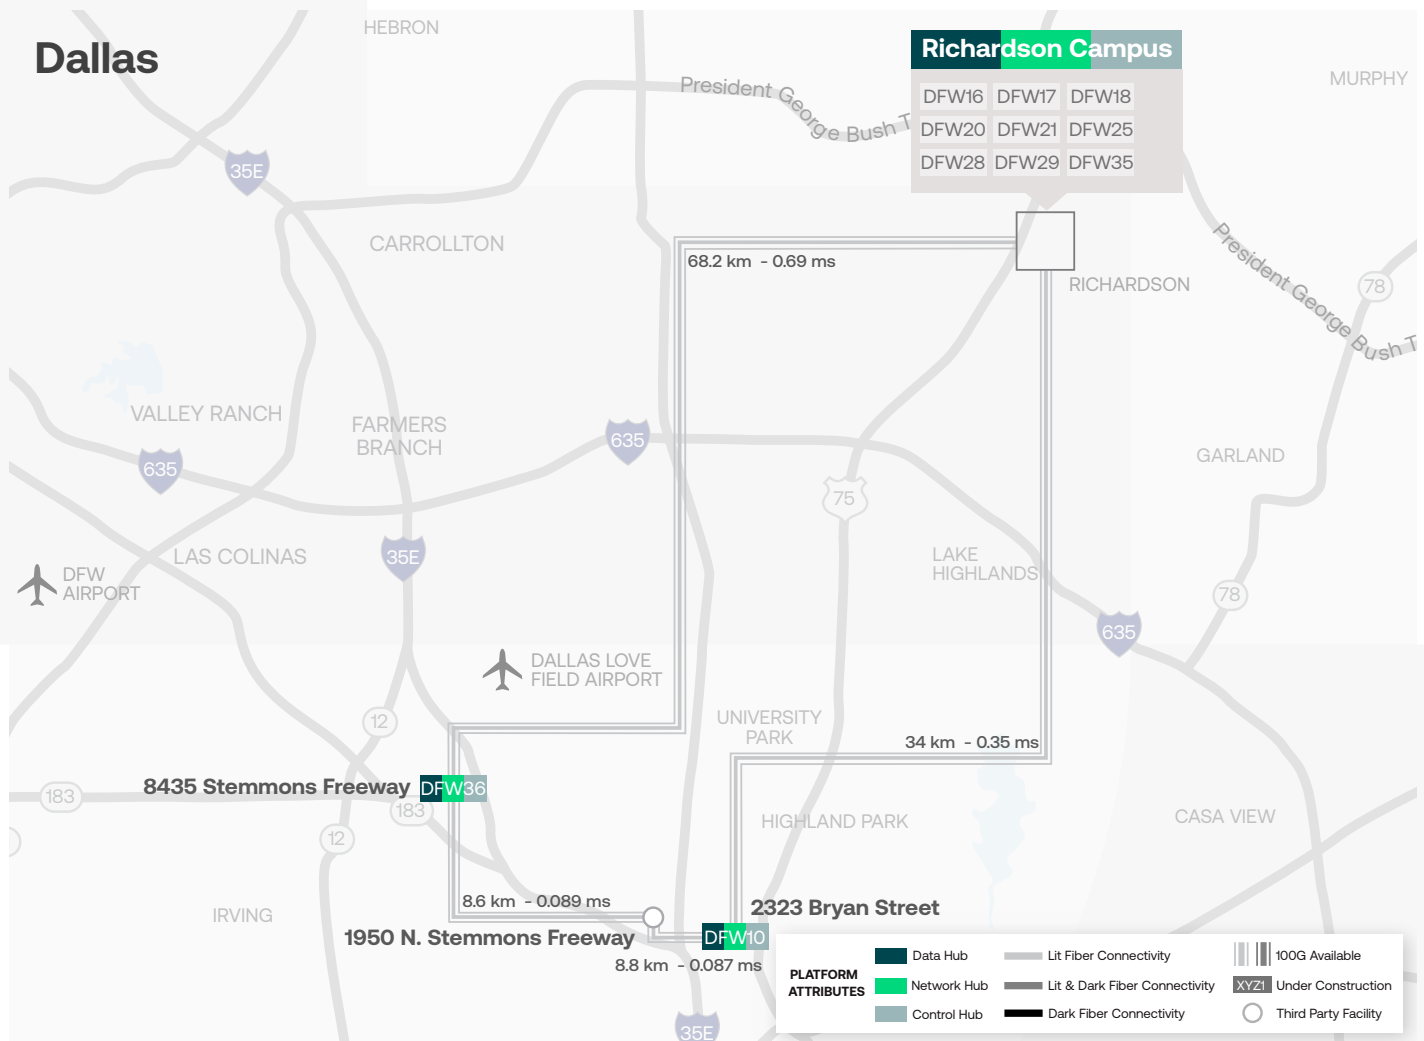 HEBRON
Dallas
Richardson Campus
MURPHY
President George Bush T
DFW16 DFW17 DFW18
DFW20 DFW21 DFW25
DFW28 DFW29 DFW35
35E
CARROLLTON
President George Bush T
68.2 km - 0.69 ms
RICHARDSON
78
VALLEY RANCH
FARMERS
BRANCH
635
635
GARLAND
75
LAS COLINAS
35E
LAKE
HIGHLANDS
DFW
AIRPORT
78
635
DALLAS LOVE
FIELD AIRPORT
12
UNIVERSITY
PARK
34 km - 0.35 ms
8435 Stemmons Freeway
DFW36
183
183
12
HIGHLAND PARK
CASA VIEW
8.6 km - 0.089 ms
IRVING
2323 Bryan Street
1950 N. Stemmons Freeway
DFW10
8.8 km - 0.087 ms
35E
PLATFORM
ATTRIBUTES
Data Hub
Network Hub
Control Hub
Lit Fiber Connectivity
Lit & Dark Fiber Connectivity
Dark Fiber Connectivity
100G Available
XYZ1 Under Construction
Third Party Facility